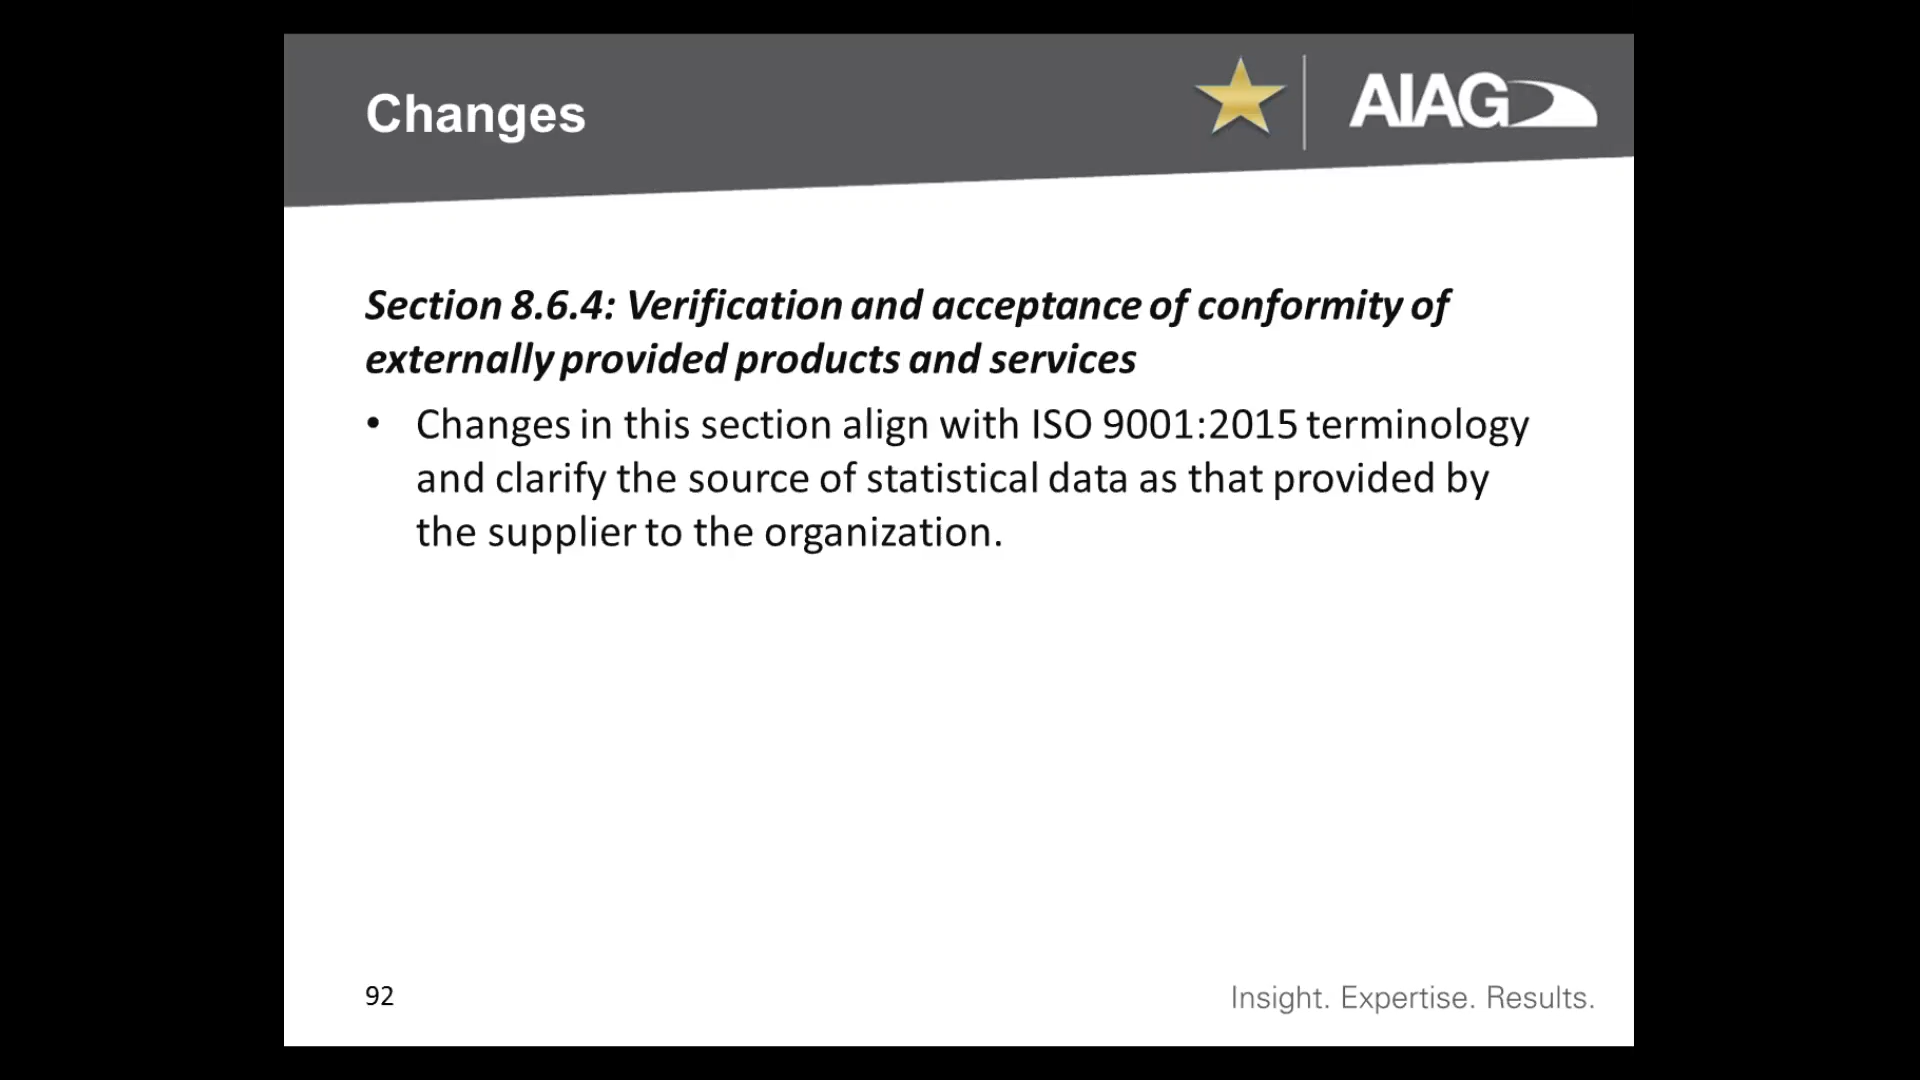 Changes
AIAG
Section 8.6.4: Verification and acceptance of conformity of
externally provided products and services
• Changes in this section align with ISO 9001:2015 terminology
and clarify the source of statistical data as that provided by
the supplier to the organization.
92
Insight. Expertise. Results.